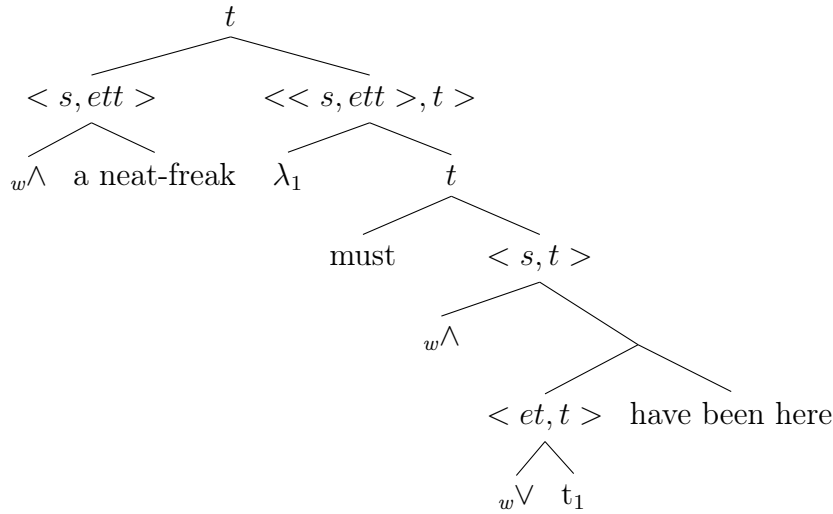 t
< s, ett > << s, ett >, t >
w∧ a neat-freak λ1 t
must < s, t >
w∧
< et, t > have been here
w∨ t1